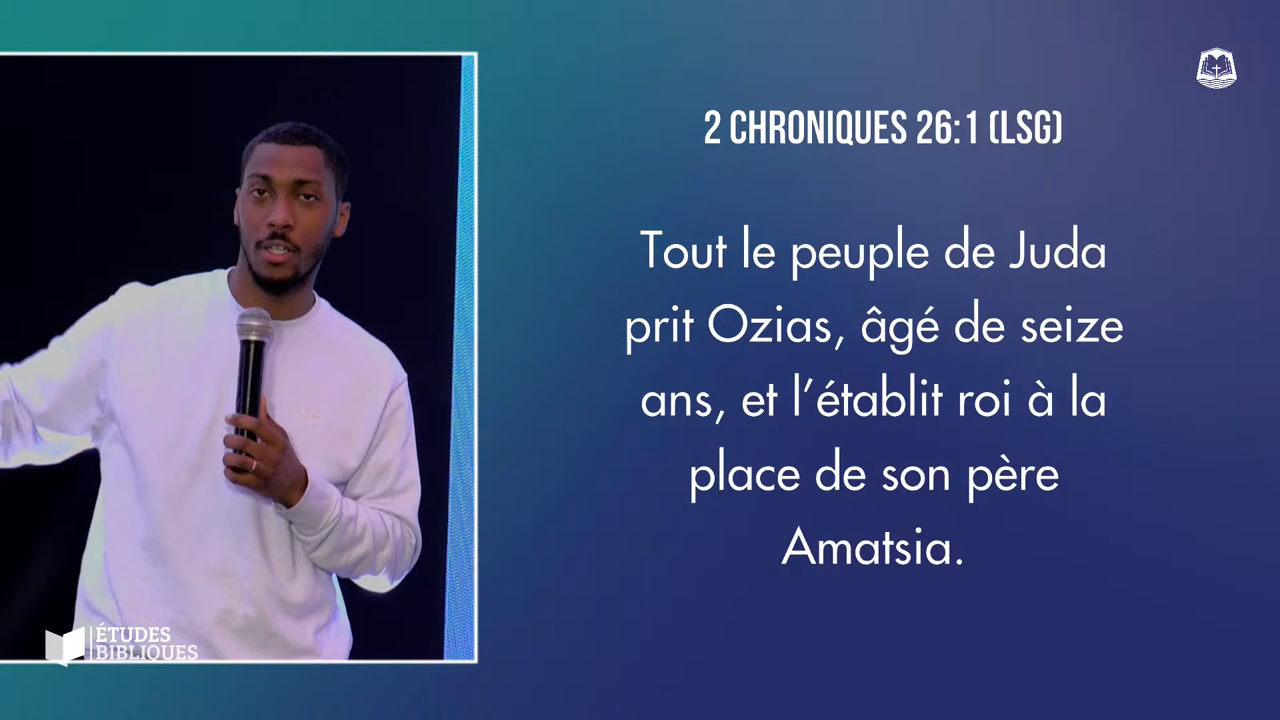 2 CHRONIQUES 26:1 (LSG)
Tout le peuple de Juda
prit Ozias, âgé de seize
ans, et l’établit roi à la
place de son père
Amatsia.
ÉTUDES
BIBLIQUES